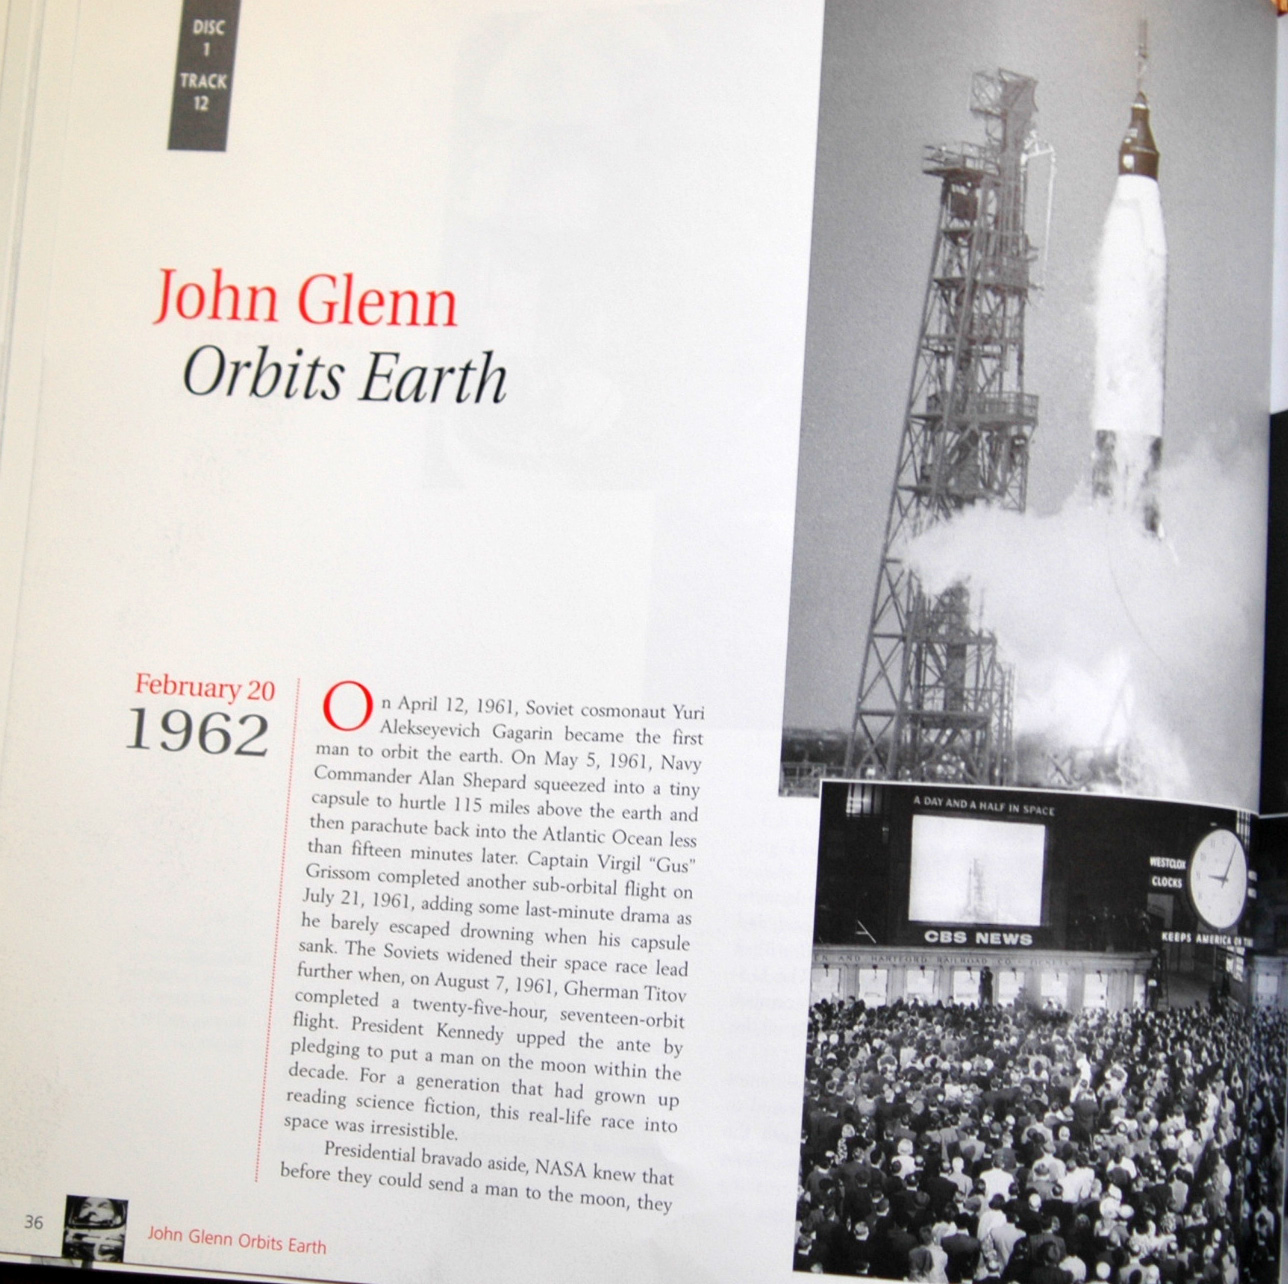 DISC
1
TRACK
12
John Glenn
Orbits Earth
February 20
1962
On April 12, 1961, Soviet cosmonaut Yuri
Alekseyevich Gagarin became the first
man to orbit the earth. On May 5, 1961, Navy
Commander Alan Shepard squeezed into a tiny
capsule to hurtle 115 miles above the earth and
then parachute back into the Atlantic Ocean less
than fifteen minutes later. Captain Virgil “Gus”
Grissom completed another sub-orbital flight on
July 21, 1961, adding some last-minute drama as
he barely escaped drowning when his capsule
sank. The Soviets widened their space race lead
further when, on August 7, 1961, Gherman Titov
completed a twenty-five-hour, seventeen-orbit
flight. President Kennedy upped the ante by
pledging to put a man on the moon within the
decade. For a generation that had grown up
reading science fiction, this real-life race into
space was irresistible.
Presidential bravado aside, NASA knew that
before they could send a man to the moon, they
A DAY AND A HALF IN SPACE
WESTCLOX
CLOCKS
CBS NEWS
KEEPS AMERICA ON
AND HARTFORD RAILROAD CO
36
John Glenn Orbits Earth